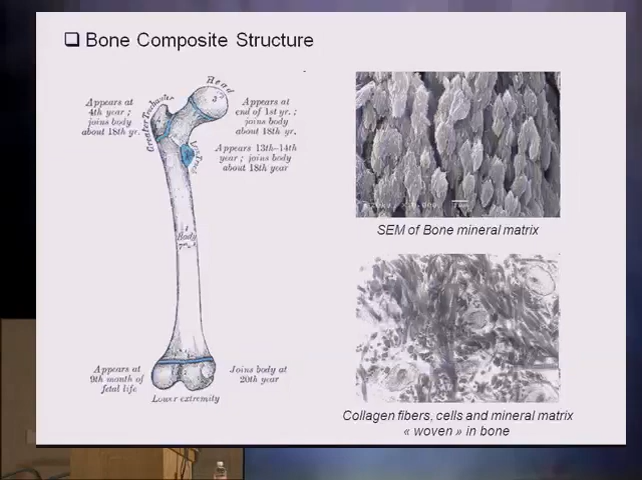 ❑ Bone Composite Structure
Head
Appears at
4th year ;
joins body
about 18th yr.
Greater Trochanter
Appears at
end of 1st yr. ;
joins body
about 18th yr.
Appears 13th-14th
year ; joins body
about 18th year
Body
Appears at
9th month of
fetal life
Joins body at
20th year
Lower extremity
SEM of Bone mineral matrix
Collagen fibers, cells and mineral matrix
« woven » in bone